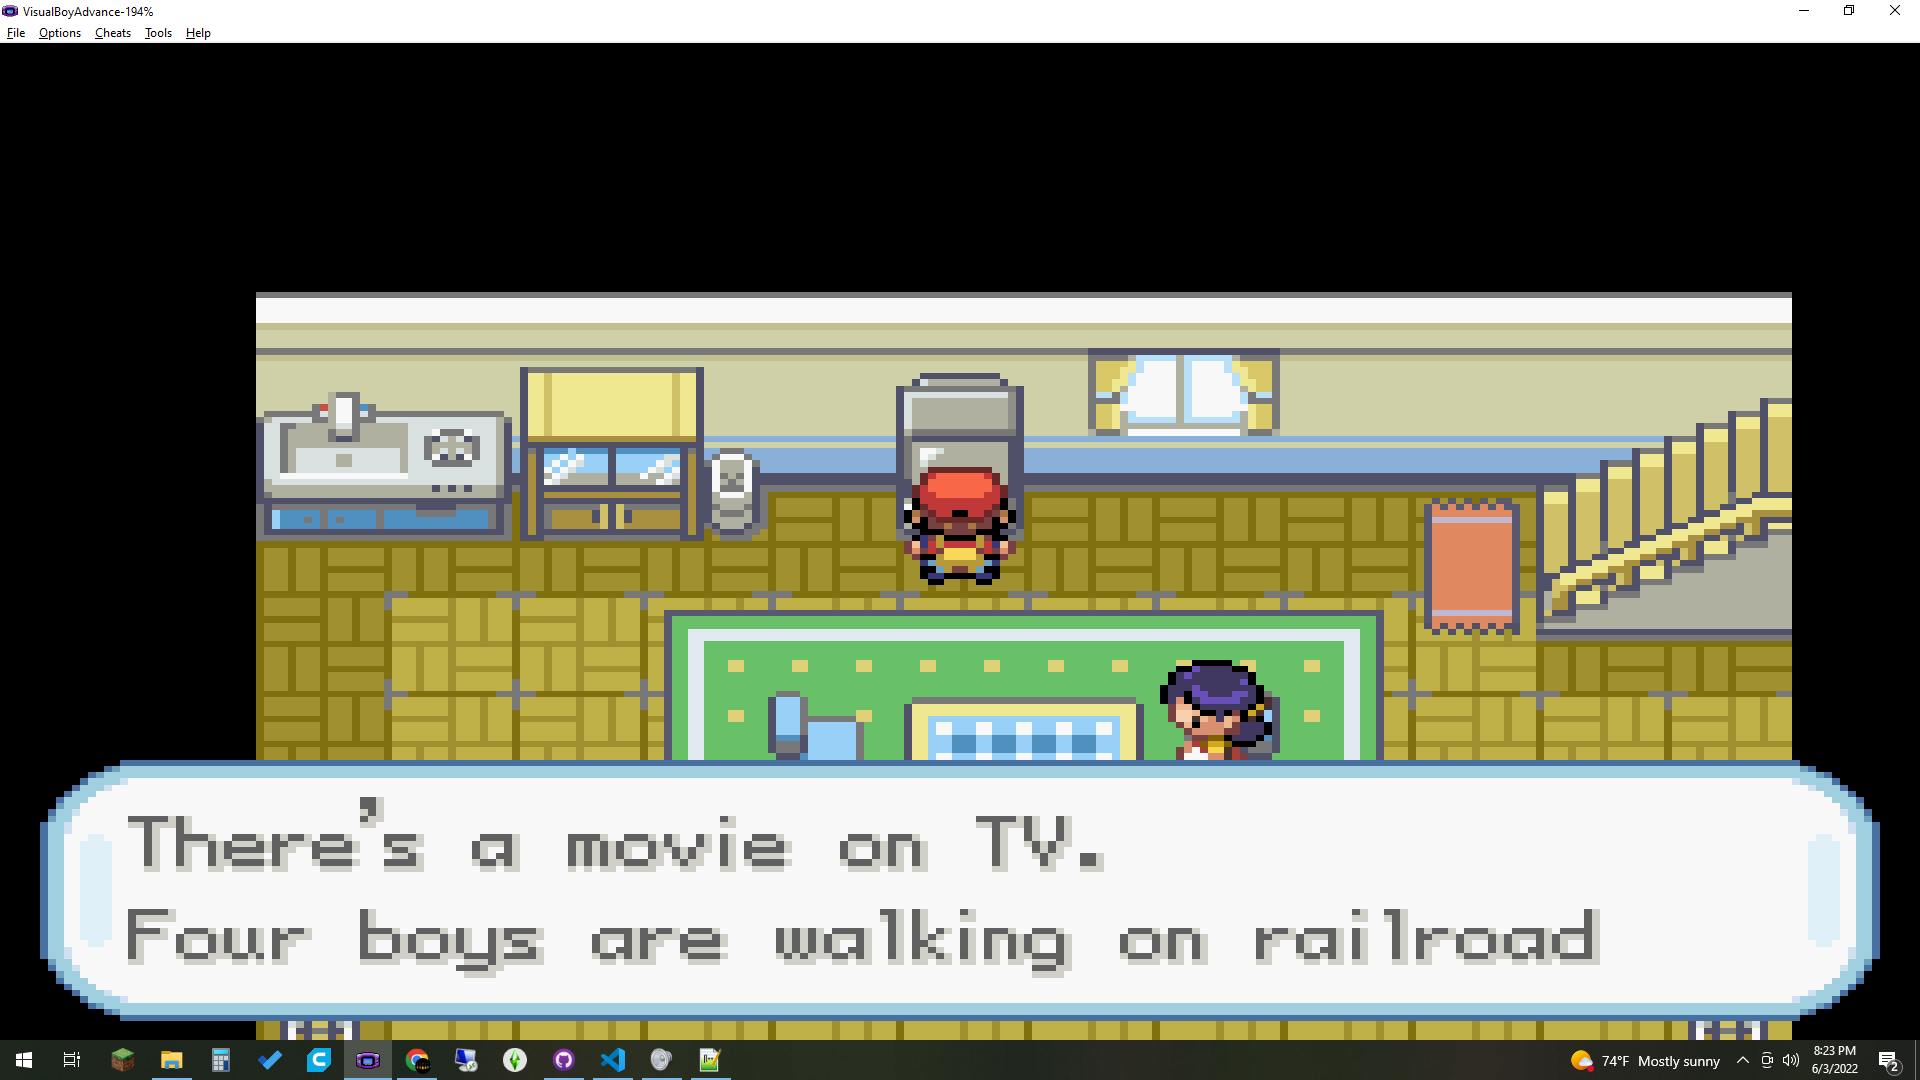 VisualBoyAdvance-194%
File Options Cheats Tools Help
There's a movie on TV.
Four boys are walking on railroad
74°F Mostly sunny
8:23 PM
6/3/2022
2